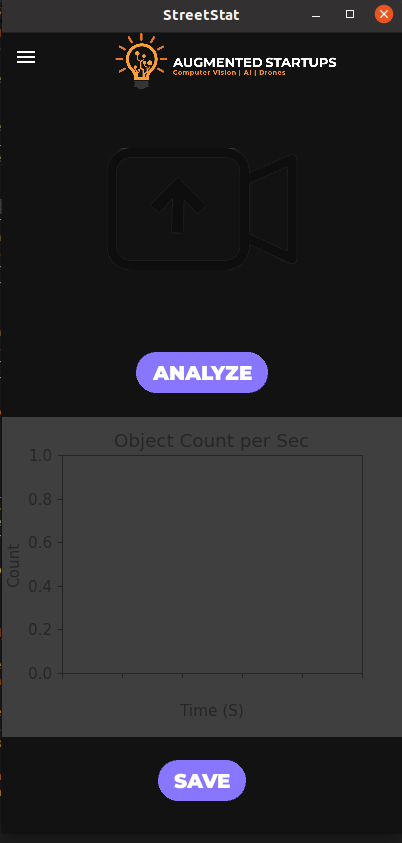 StreetStat
AUGMENTED STARTUPS
Computer Vision | AI | Drones
ANALYZE
Object Count per Sec
1.0
0.8
0.6
0.4
0.2
0.0
Count
Time (S)
SAVE